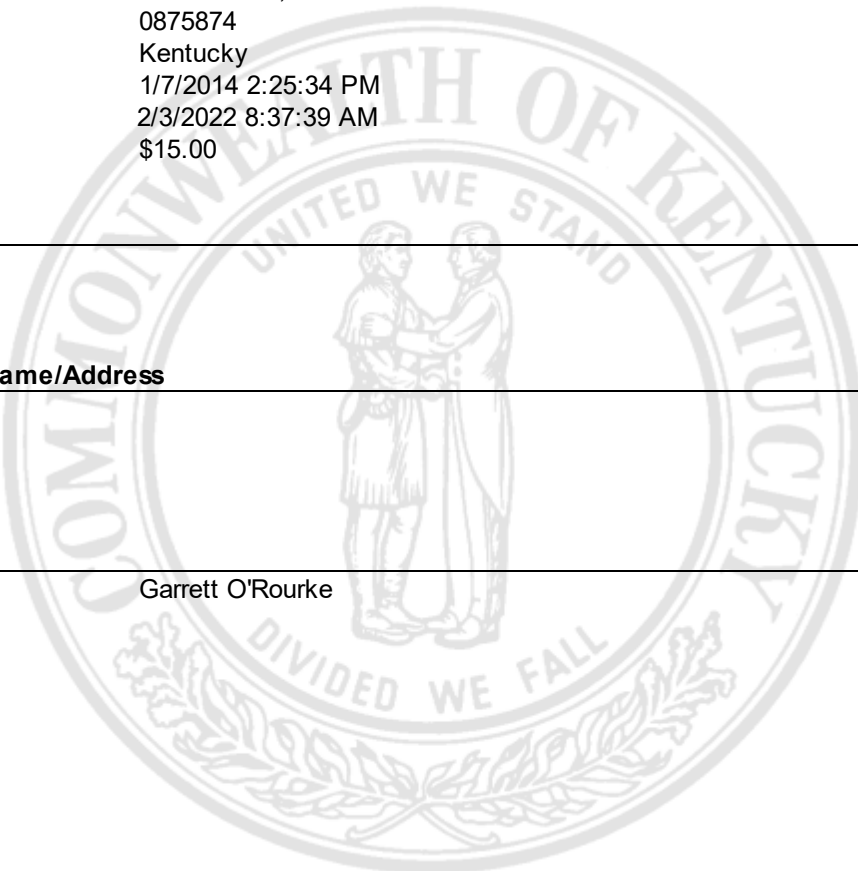 0875874
Kentucky
1/7/2014 2:25:34 PM
2/3/2022 8:37:39 AM
$15.00
COMMONWEALTH OF KENTUCKY
UNITED WE STAND
ame/Address
Garrett O'Rourke
DIVIDED WE FALL